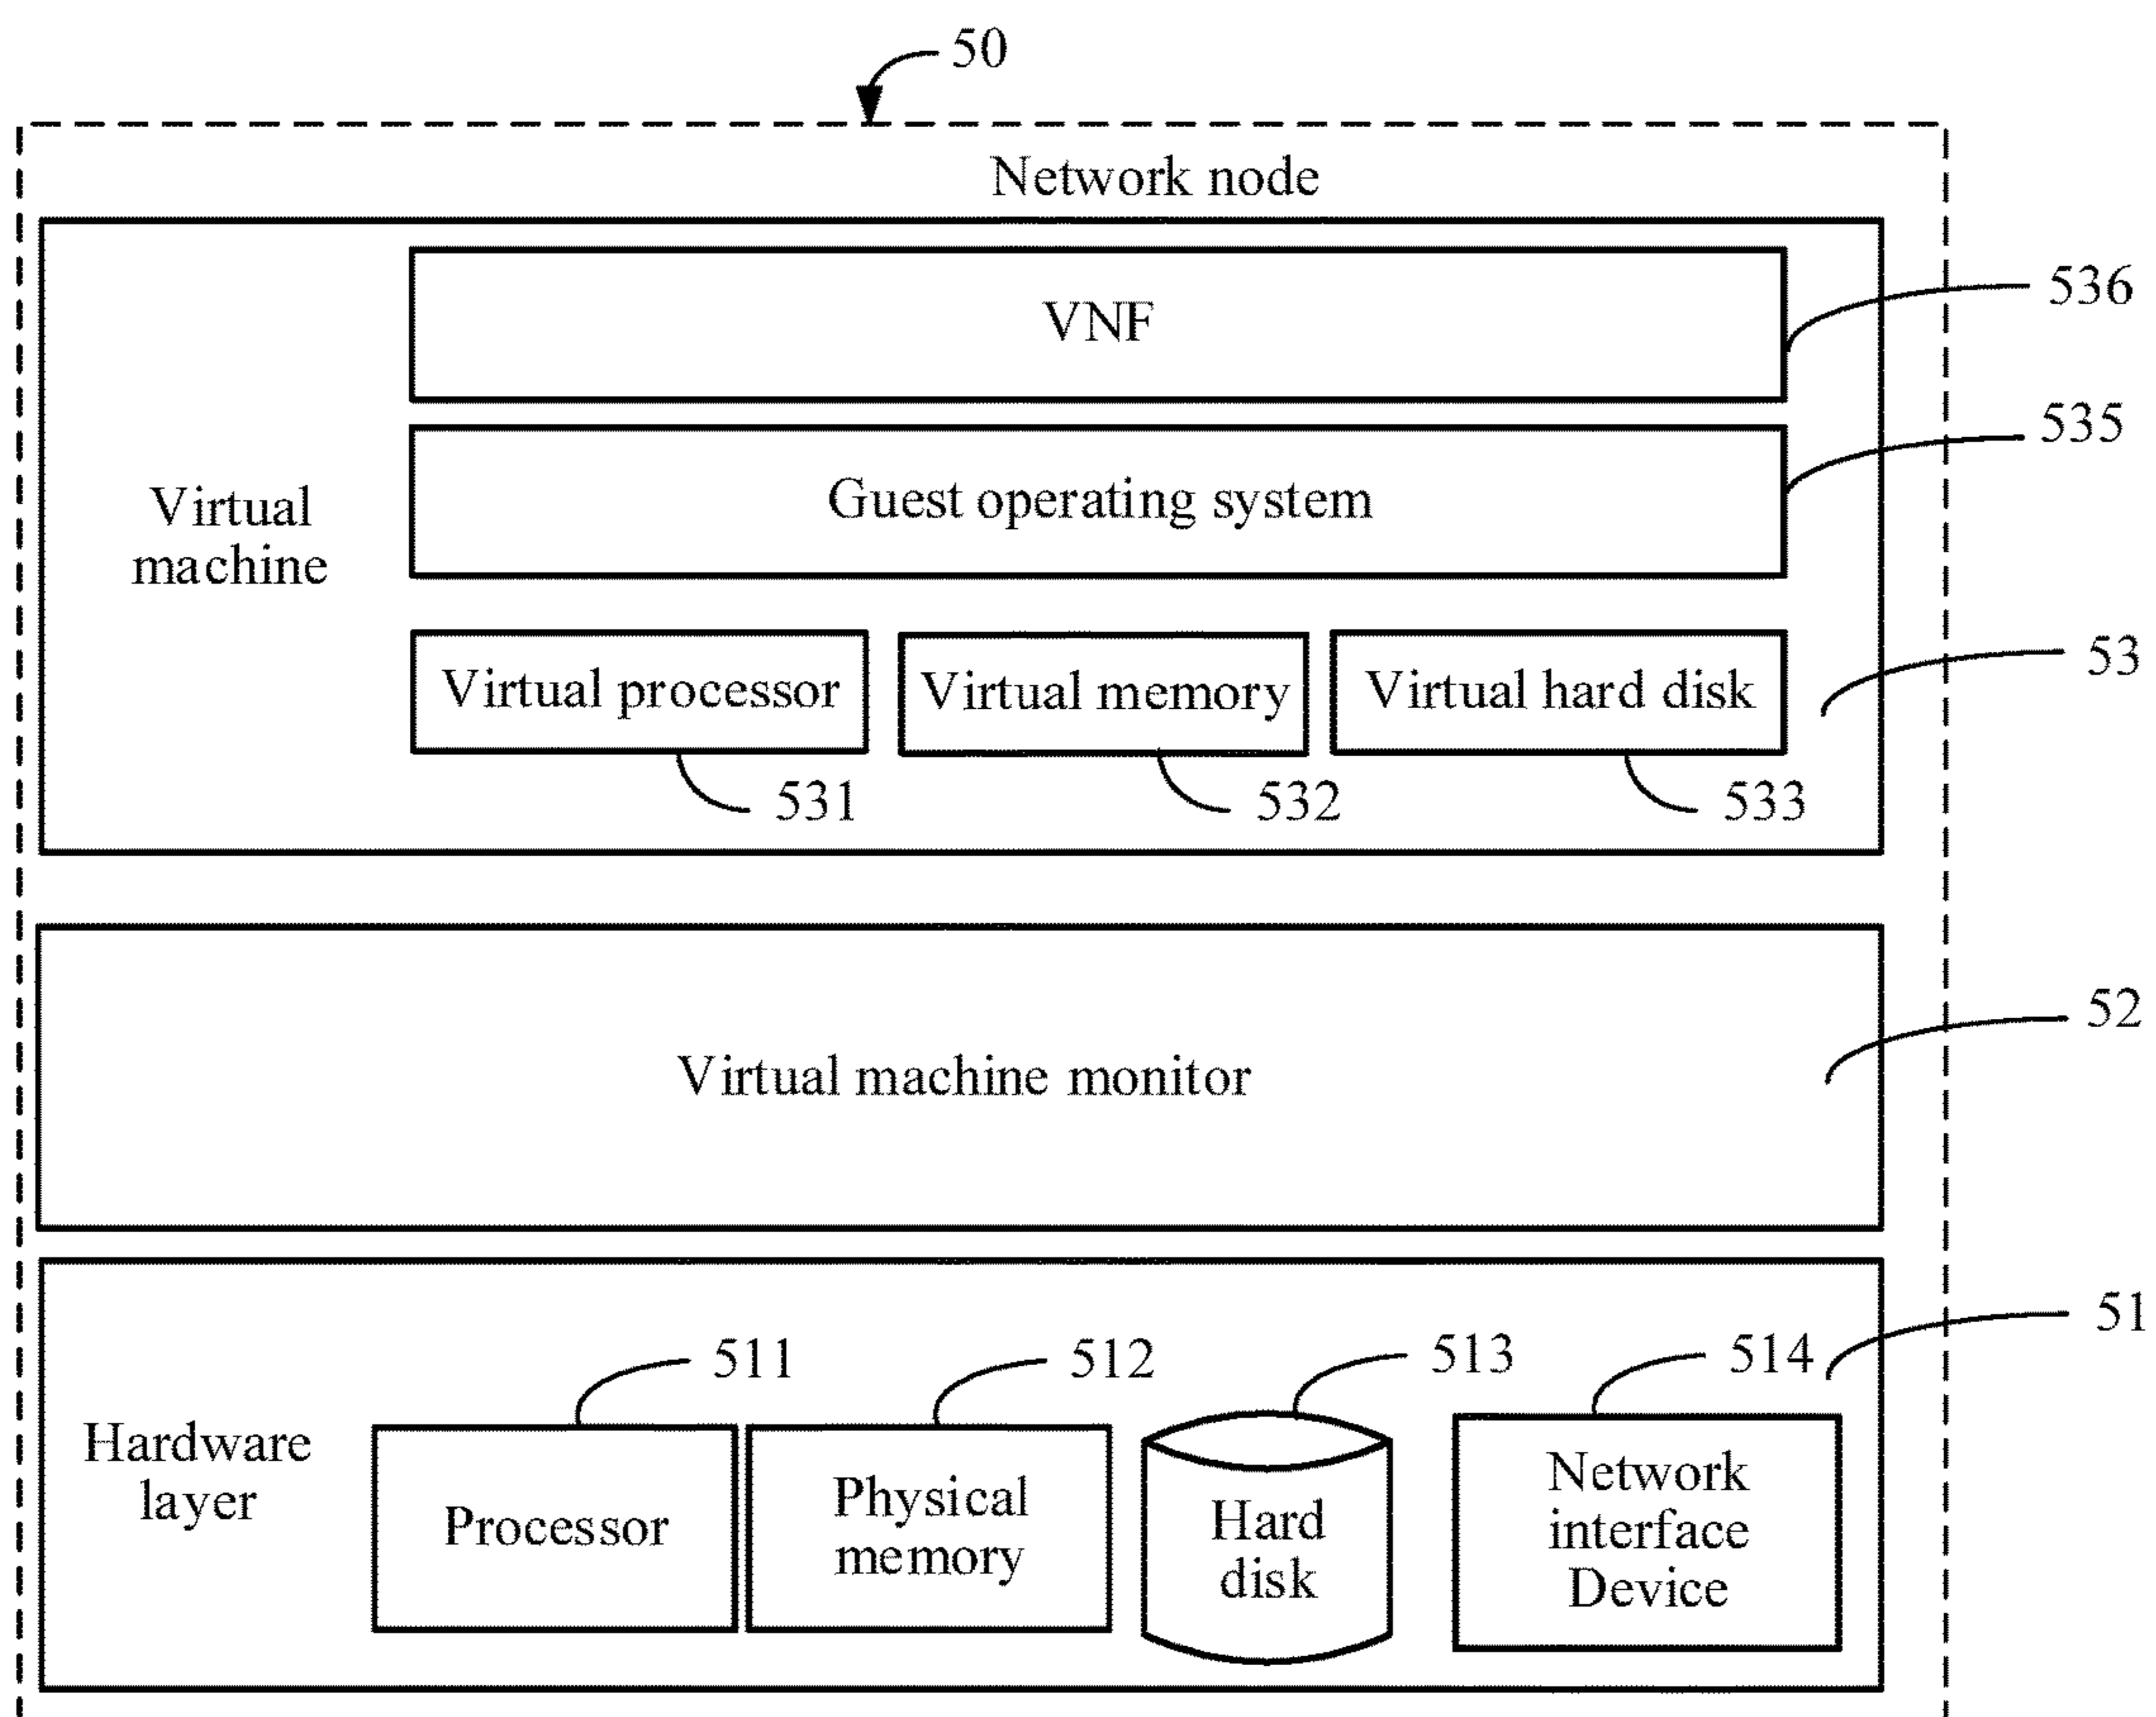 50
Network node
VNF
536
Guest operating system
535
Virtual
machine
Virtual processor
Virtual memory
Virtual hard disk
53
531
532
533
Virtual machine monitor
52
51
511
512
513
514
Hardware
layer
Processor
Physical
memory
Hard
disk
Network
interface
Device